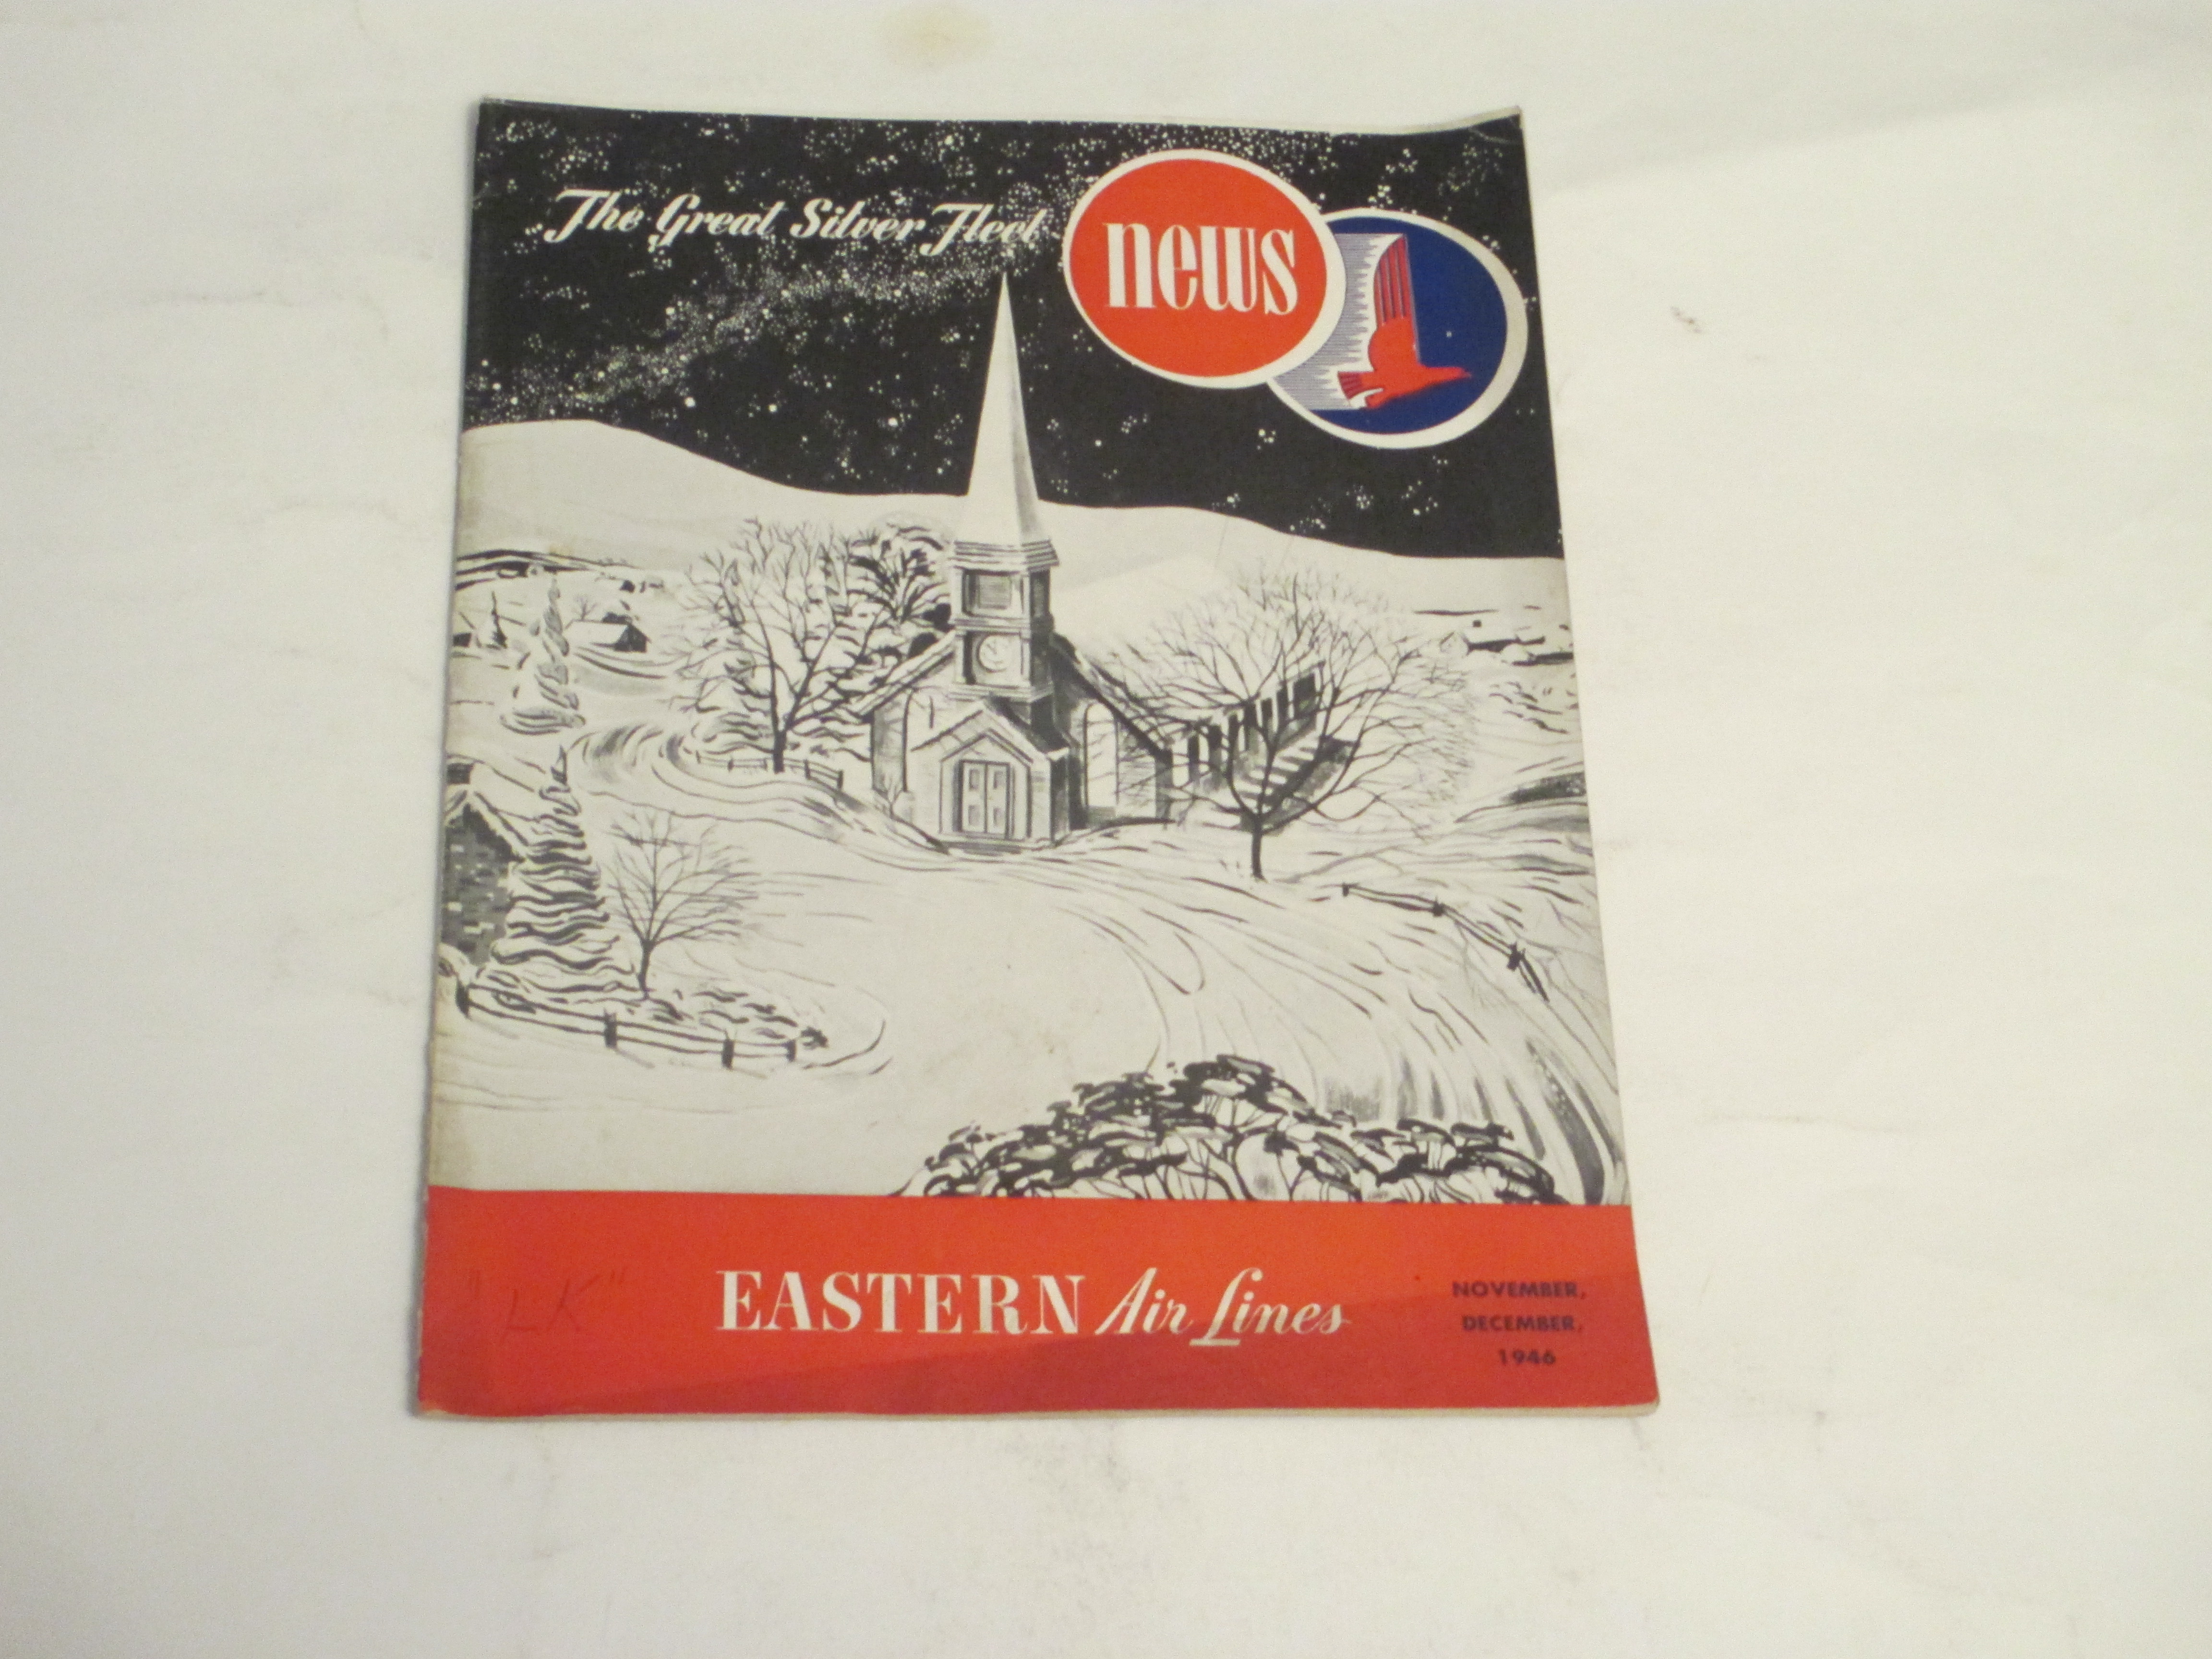 The Great Silver Fleet
news
"LK"
EASTERN Air Lines
NOVEMBER,
DECEMBER,
1946